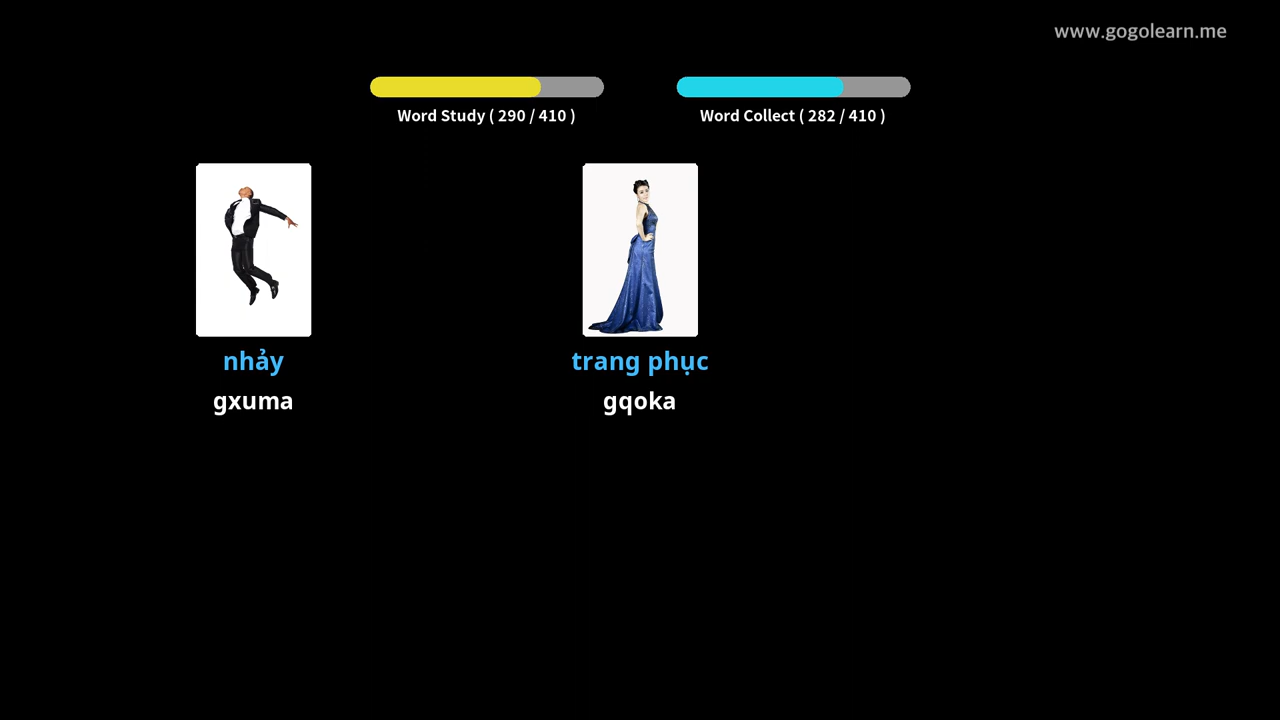 www.gogolearn.me
Word Study ( 290 / 410 )
Word Collect ( 282 / 410 )
nhảy
gxuma
trang phục
gqoka